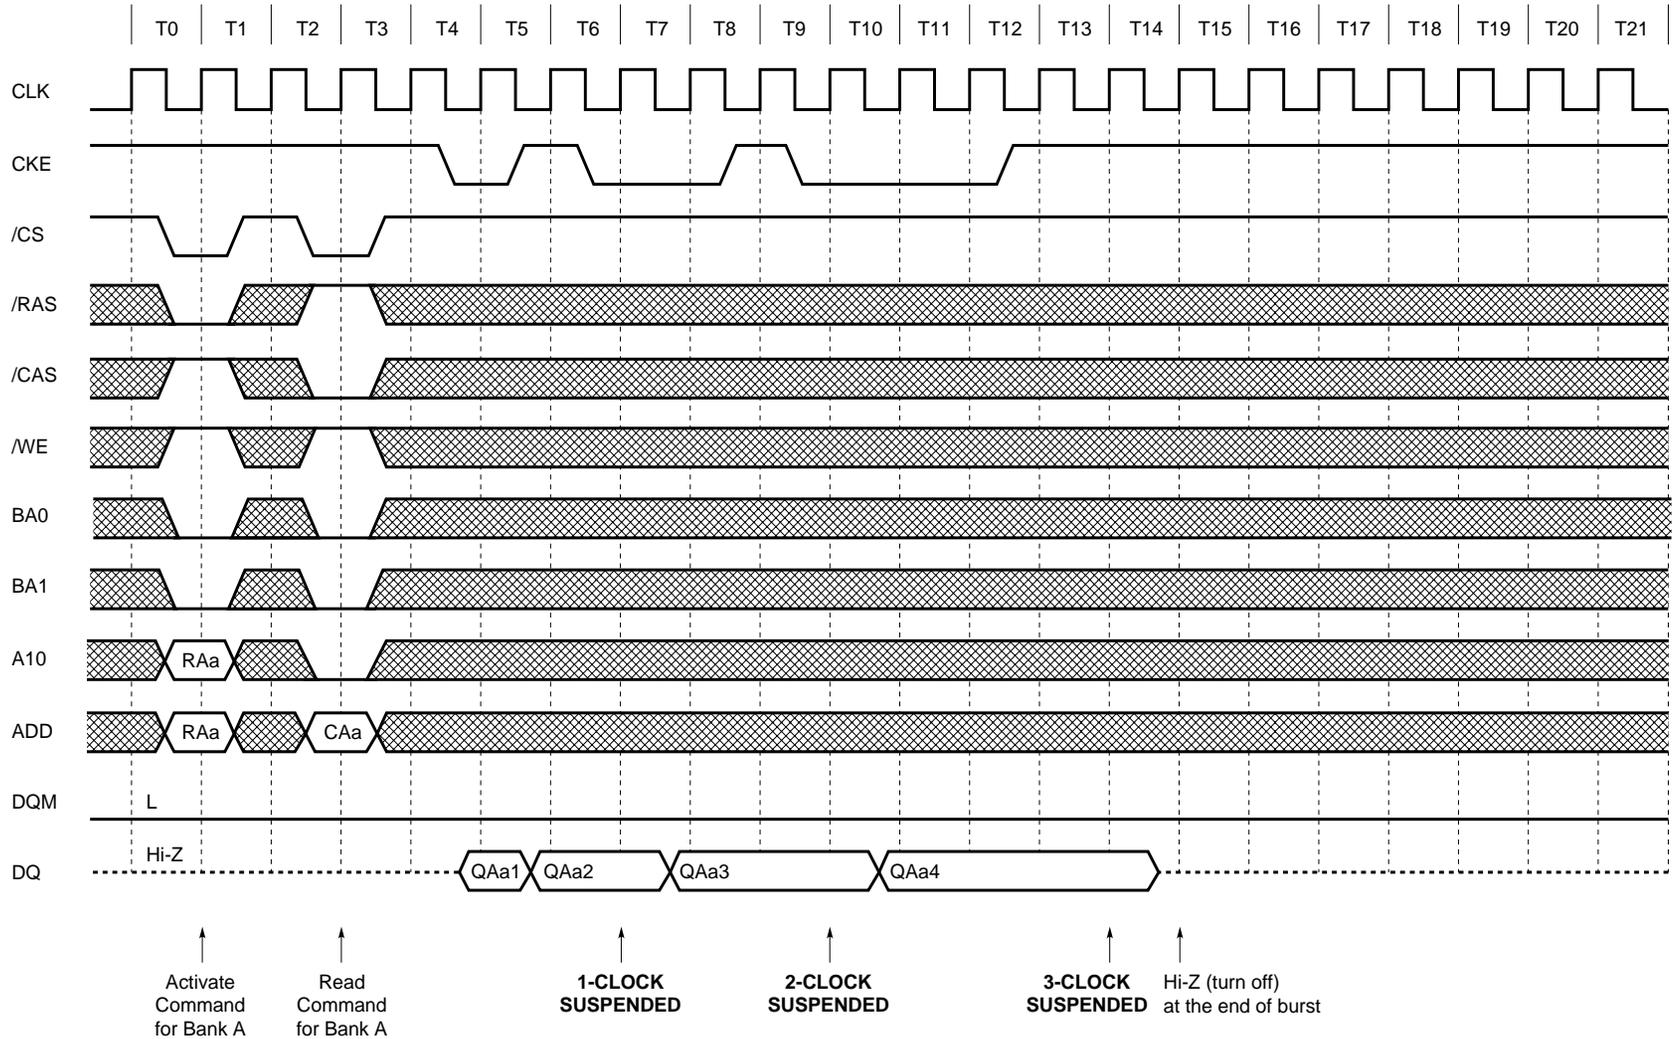 T0 T1 T2 T3 T4 T5 T6 T7 T8 T9 T10 T11 T12 T13 T14 T15 T16 T17 T18 T19 T20 T21
CLK
CKE
/CS
/RAS
/CAS
/WE
BA0
BA1
A10 RAa
ADD RAa CAa
DQM L
Hi-Z
DQ QAa1 QAa2 QAa3 QAa4
Activate
Command
for Bank A
Read
Command
for Bank A
1-CLOCK
SUSPENDED
2-CLOCK
SUSPENDED
3-CLOCK
SUSPENDED
Hi-Z (turn off)
at the end of burst